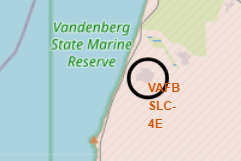 Vandenberg
State Marine
Reserve
VAFB
SLC-
4E